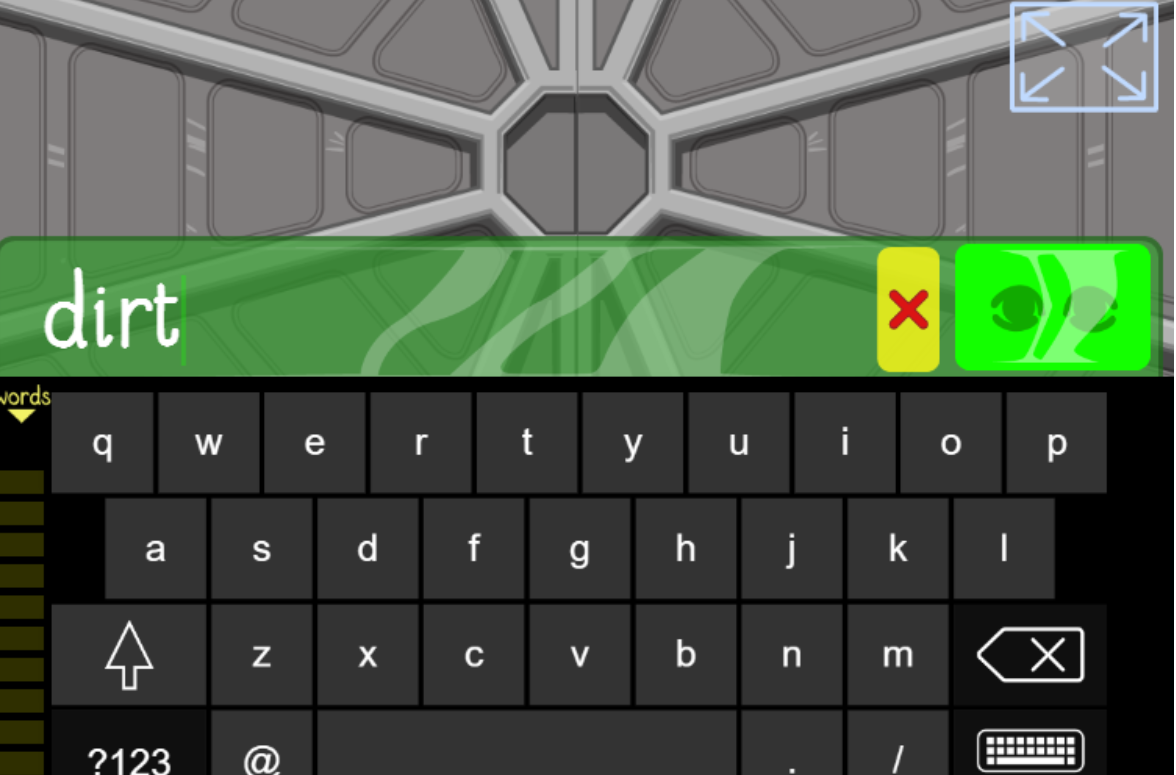 dirt
words
q w e r t y u i o p
a s d f g h j k l
z x c v b n m
?123 @ . /